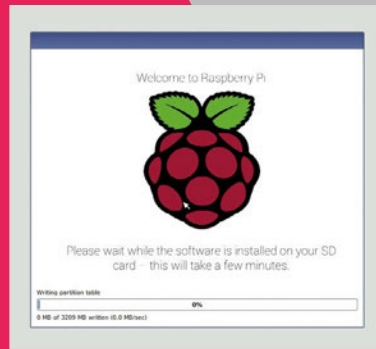 Welcome to Raspberry Pi
Please wait while the software is installed on your SD
card - this will take a few minutes.
Writing partition table
0%
0 MB of 3289 MB written (0.0 MB/sec)